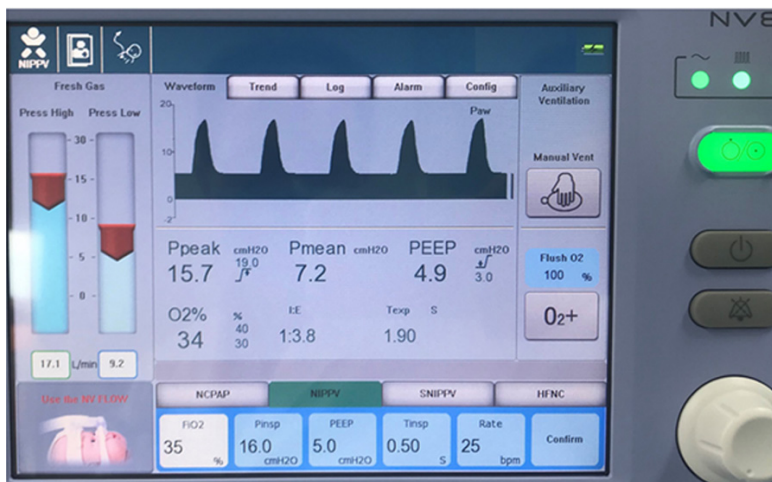 NV8
NIPPV
Fresh Gas
Press High Press Low
30
15
10
5
0
17.1 L/min 9.2
Use the NV FLOW
Waveform Trend Log Alarm Config
20
Paw
10
0
-2
Ppeak cmH2O
15.7 19.0
Pmean cmH2O
7.2
PEEP cmH2O
4.9 3.0
O2% %
34 40
30
I:E
1:3.8
Texp S
1.90
Auxiliary
Ventilation
Manual Vent
Flush O2
100 %
O2+
NCPAP NIPPV SNIPPV HFNC
FiO2
35 %
Pinsp
16.0 cmH2O
PEEP
5.0 cmH2O
Tinsp
0.50 S
Rate
25 bpm
Confirm